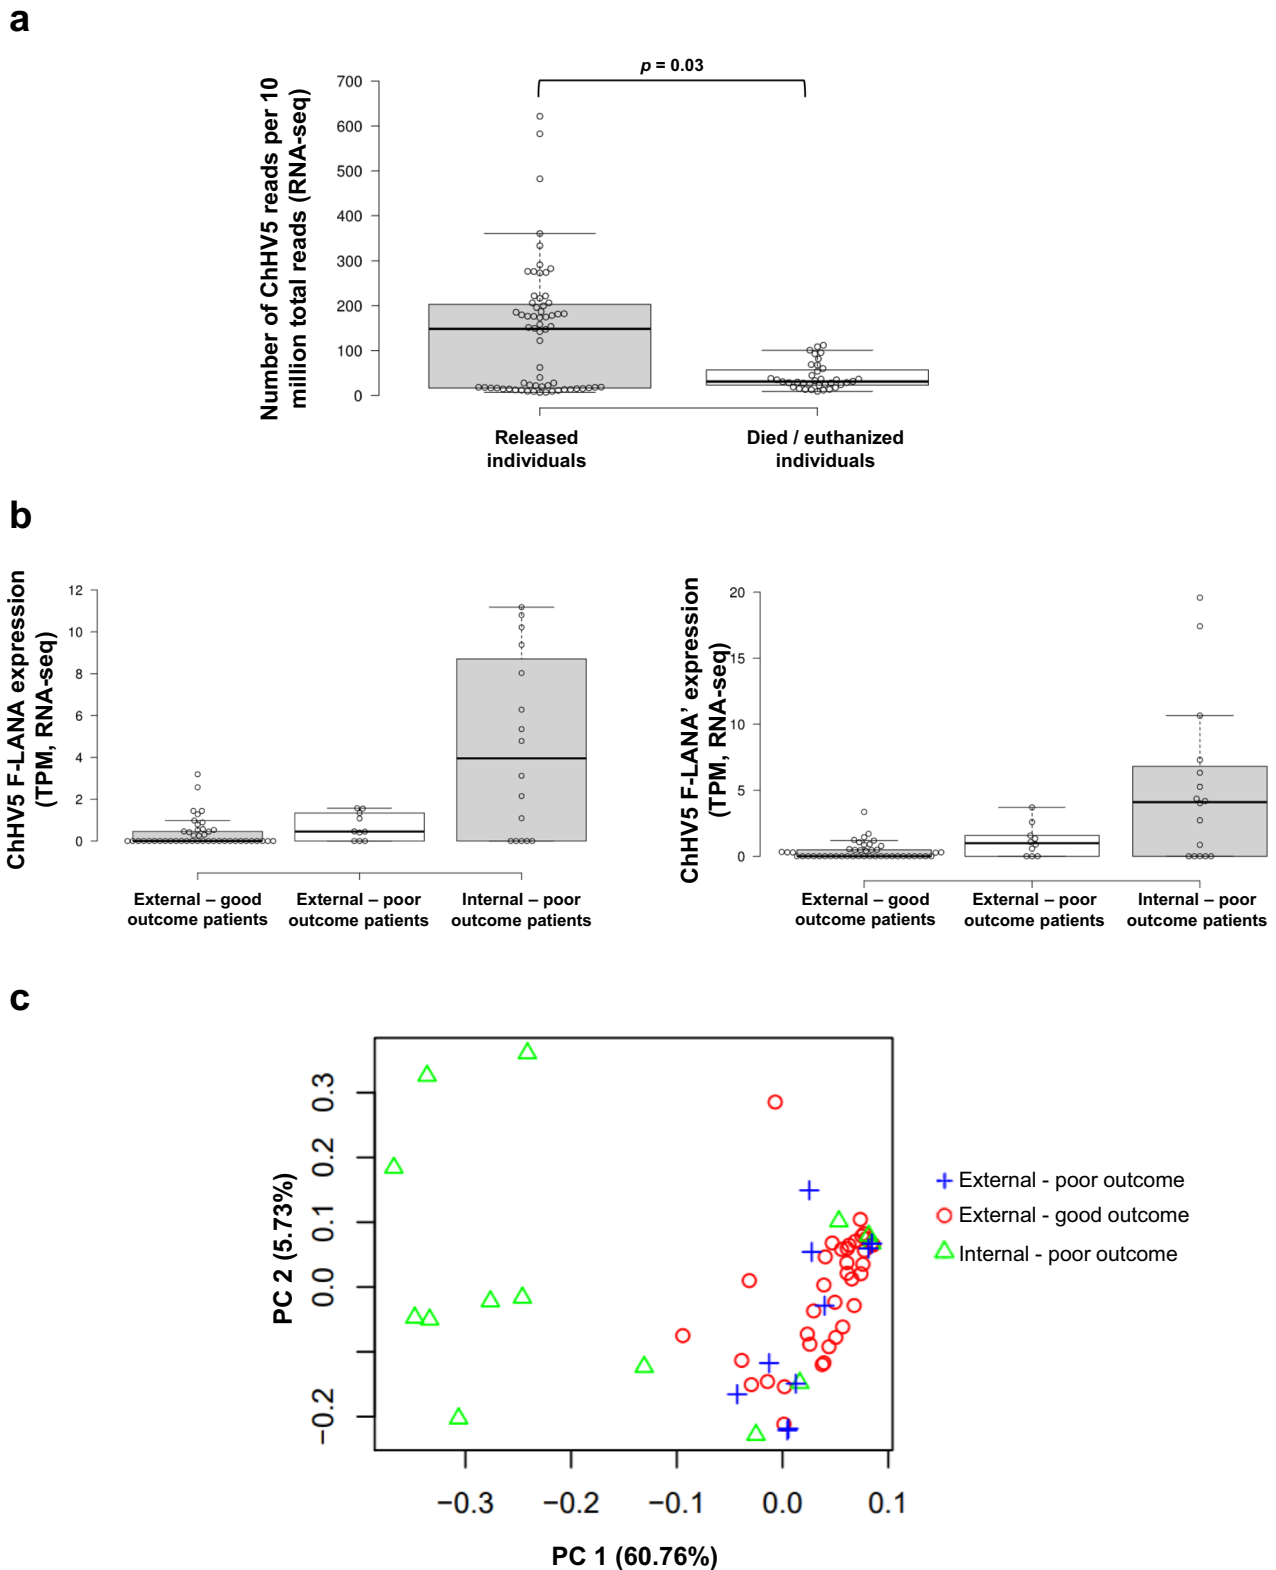 a
p = 0.03
Number of ChHV5 reads per 10
million total reads (RNA-seq)
700
600
500
400
300
200
100
0
Released
individuals
Died / euthanized
individuals
b
ChHV5 F-LANA expression
(TPM, RNA-seq)
12
10
8
6
4
2
0
External – good
outcome patients
External – poor
outcome patients
Internal – poor
outcome patients
ChHV5 F-LANA’ expression
(TPM, RNA-seq)
20
15
10
5
0
External – good
outcome patients
External – poor
outcome patients
Internal – poor
outcome patients
c
PC 2 (5.73%)
0.3
0.2
0.1
0.0
−0.2
−0.3
−0.2
−0.1
0.0
0.1
PC 1 (60.76%)
External - poor outcome
External - good outcome
Internal - poor outcome